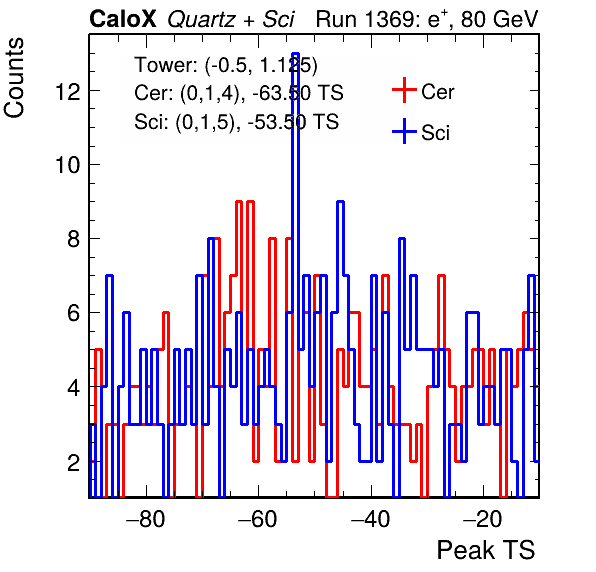 CaloX Quartz + Sci Run 1369: e+, 80 GeV
Counts
Tower: (-0.5, 1.125)
Cer: (0,1,4), -63.50 TS
Sci: (0,1,5), -53.50 TS
Cer
Sci
12
10
8
6
4
2
−80 −60 −40 −20
Peak TS